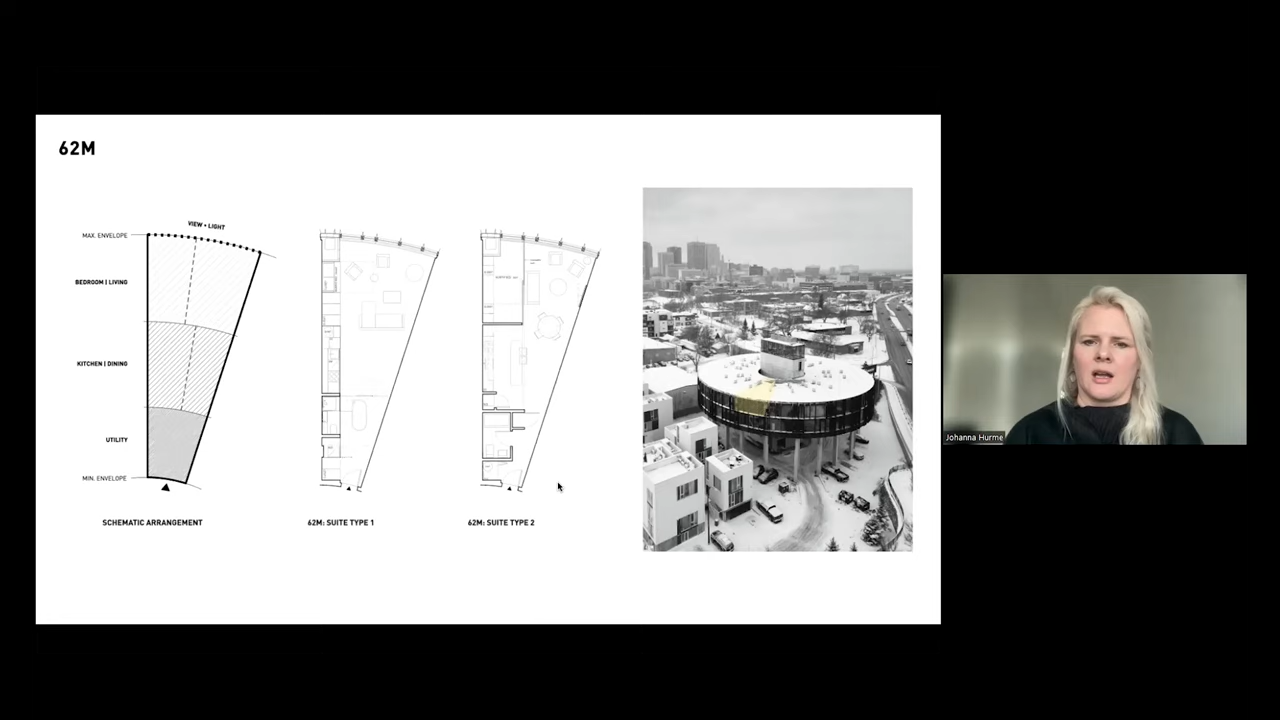 62M
VIEW + LIGHT
MAX. ENVELOPE
BEDROOM | LIVING
KITCHEN | DINING
UTILITY
MIN. ENVELOPE
SCHEMATIC ARRANGEMENT
62M: SUITE TYPE 1
62M: SUITE TYPE 2
Johanna Hurme